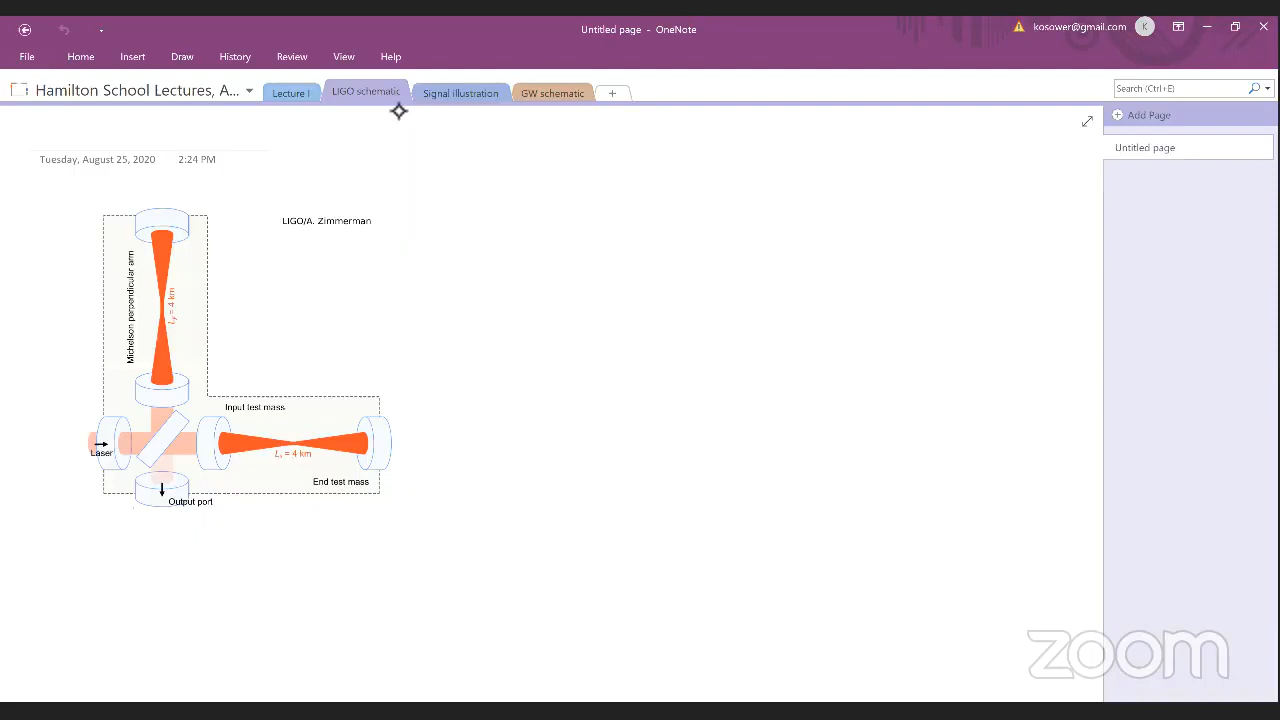 Untitled page - OneNote
kosower@gmail.com
K
File Home Insert Draw History Review View Help
Hamilton School Lectures, A...
Lecture I
LIGO schematic
Signal illustration
GW schematic
+
Search (Ctrl+E)
Add Page
Untitled page
Tuesday, August 25, 2020 2:24 PM
LIGO/A. Zimmerman
Michelson perpendicular arm
Ly = 4 km
Input test mass
Laser
Lx = 4 km
End test mass
Output port
zoom